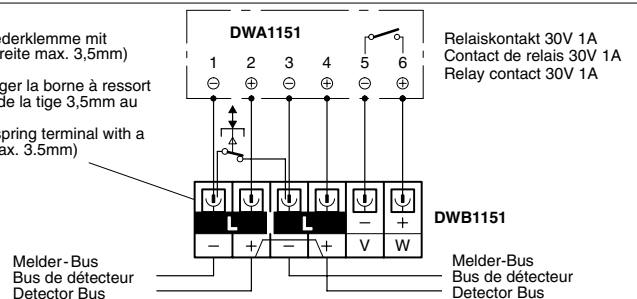 DWA1151
ederklemme mit
reite max. 3,5mm)
ger la borne à ressort
de la tige 3,5mm au
spring terminal with a
ax. 3.5mm)
1 2 3 4 5 6
⊖ ⊕ ⊖ ⊕ ⊖ ⊕
Relaiskontakt 30V 1A
Contact de relais 30V 1A
Relay contact 30V 1A
L L − +
− + − + V W
DWB1151
Melder-Bus
Bus de détecteur
Detector Bus
Melder-Bus
Bus de détecteur
Detector Bus